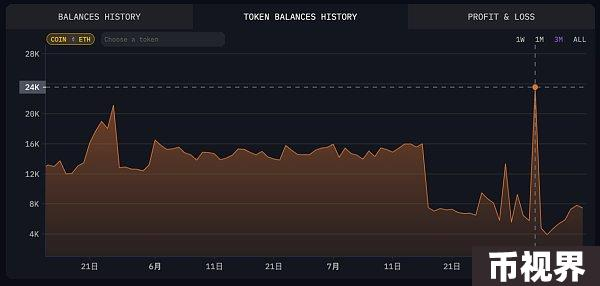 BALANCES HISTORY
TOKEN BALANCES HISTORY
PROFIT & LOSS
COIN ETH
Choose a token
1W 1M 3M ALL
28K
24K
20K
16K
12K
8K
4K
21日 6月 11日 21日 7月 11日 21日
币视界